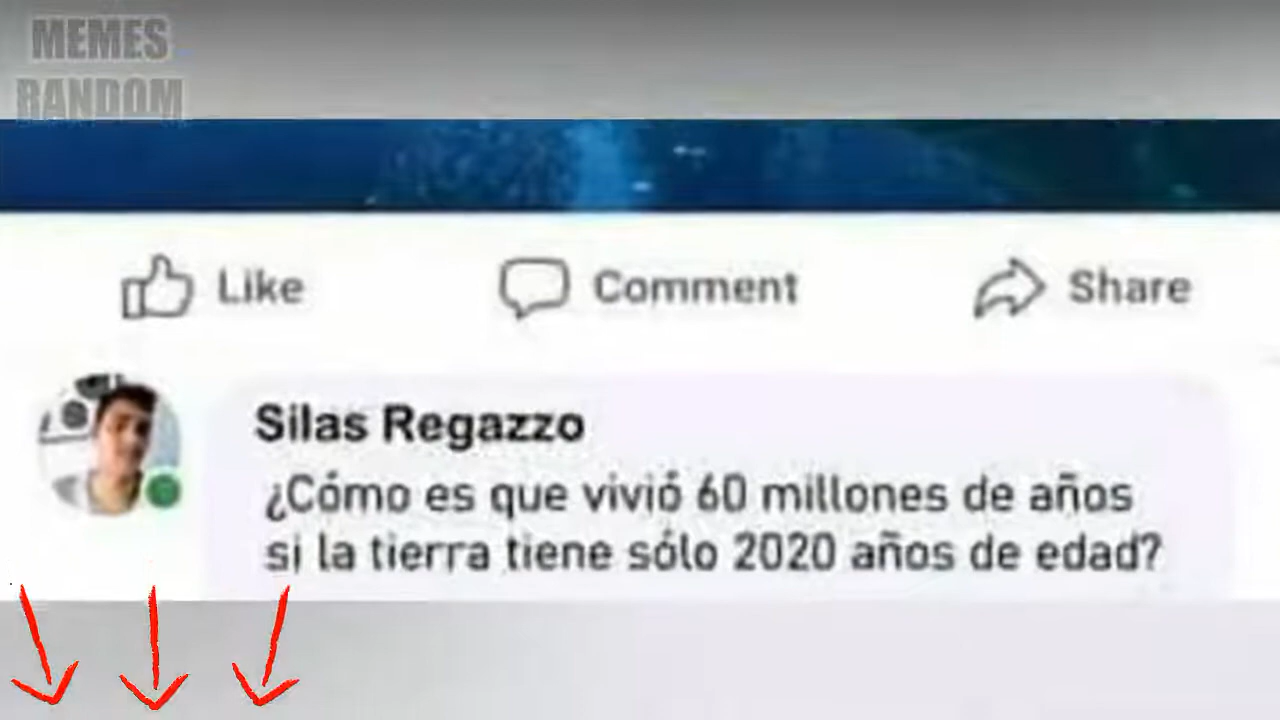 MEMES
RANDOM
Like
Comment
Share
Silas Regazzo
¿Cómo es que vivió 60 millones de años
si la tierra tiene sólo 2020 años de edad?